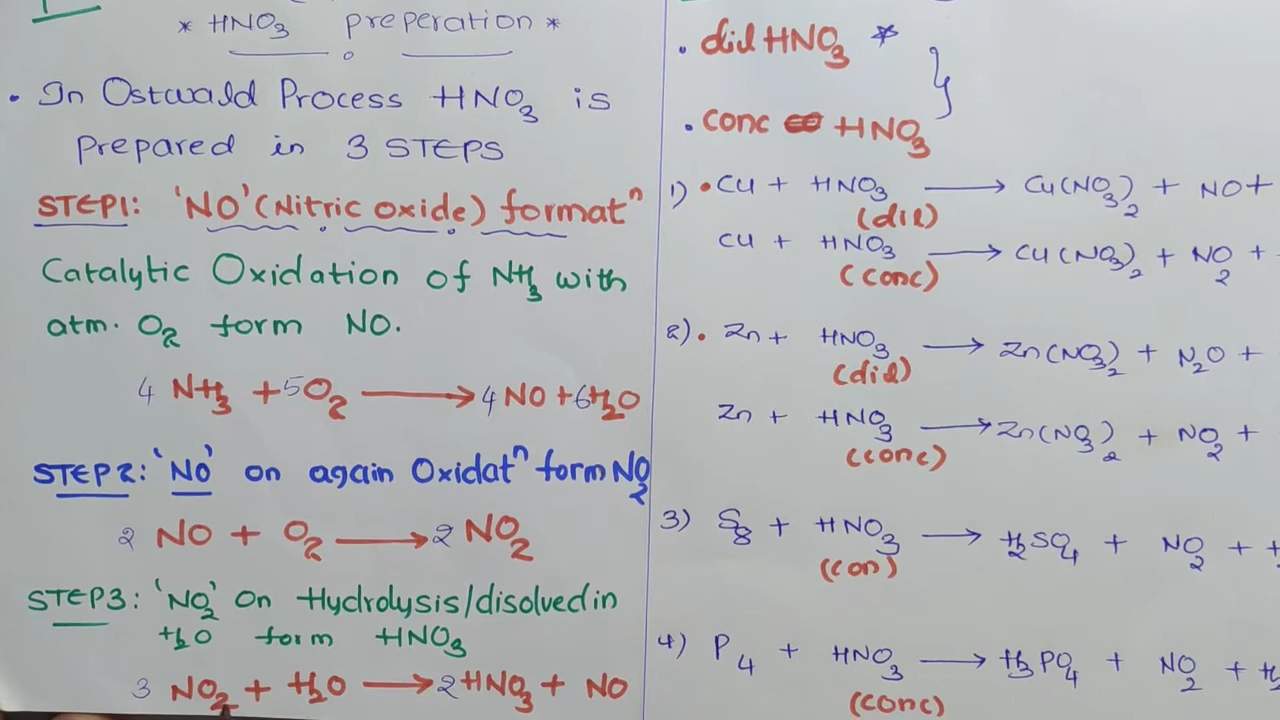 * HNO₃ preperation *
• In Ostwald Process HNO₃ is
Prepared in 3 STEPS
STEP1: 'NO' (Nitric oxide) formatⁿ
Catalytic Oxidation of NH₃ with
atm. O₂ form NO.
4 NH₃ + 5O₂ ⟶ 4 NO + 6H₂O
STEP2: 'NO' on again Oxidatⁿ form NO₂
2 NO + O₂ ⟶ 2 NO₂
STEP3: 'NO₂' On Hydrolysis/disolved in
H₂O form HNO₃
3 NO₂ + H₂O ⟶ 2 HNO₃ + NO
• dil HNO₃ *
• conc HNO₃
1) • Cu + HNO₃ ⟶ Cu(NO₃)₂ + NO +
(dil)
Cu + HNO₃ ⟶ Cu(NO₃)₂ + NO₂ +
(conc)
2) • Zn + HNO₃ ⟶ Zn(NO₃)₂ + N₂O +
(dil)
Zn + HNO₃ ⟶ Zn(NO₃)₂ + NO₂ +
(conc)
3) S₈ + HNO₃ ⟶ H₂SO₄ + NO₂ +
(con)
4) P₄ + HNO₃ ⟶ H₃PO₄ + NO₂ +
(conc)